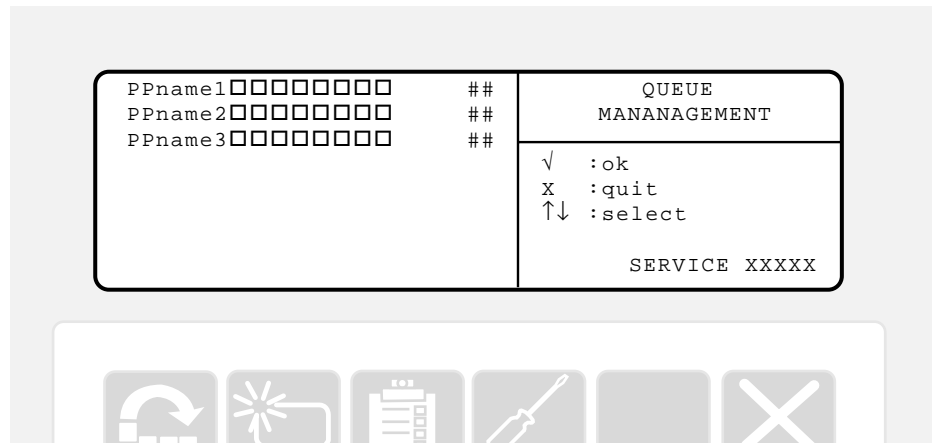 PPname1□□□□□□□□ ##
PPname2□□□□□□□□ ##
PPname3□□□□□□□□ ##
QUEUE
MANANAGEMENT
√ :ok
X :quit
↑↓ :select
SERVICE XXXXX